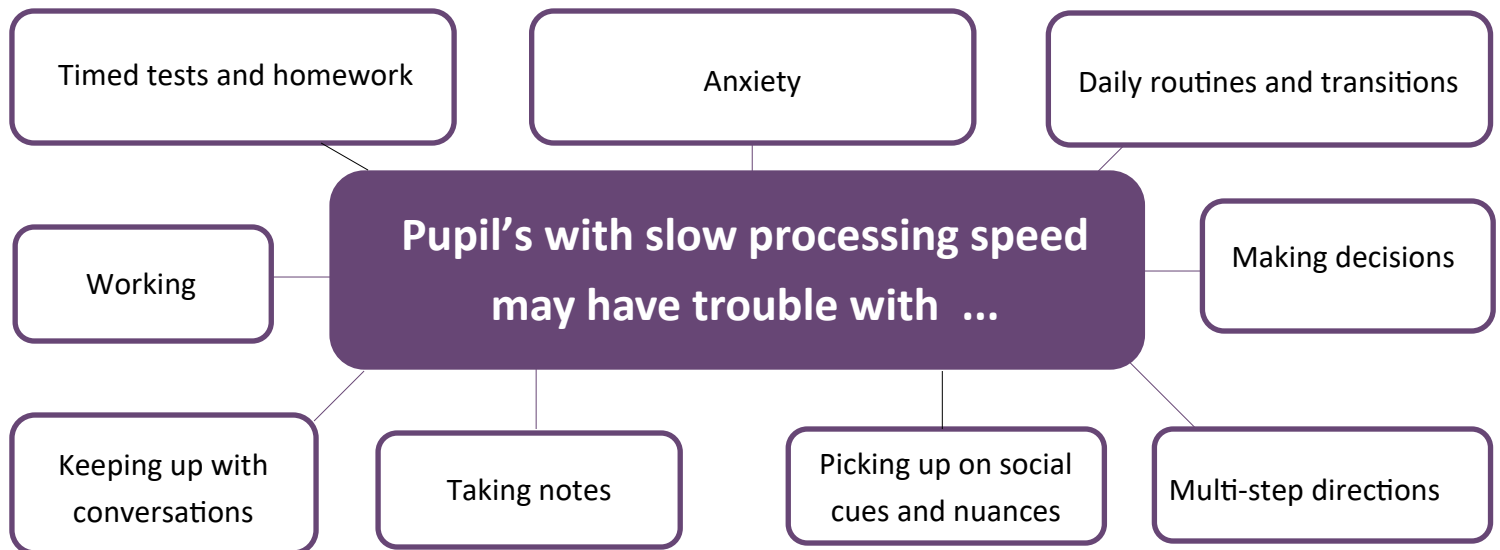 Timed tests and homework
Anxiety
Daily routines and transitions
Pupil's with slow processing speed
may have trouble with ...
Working
Making decisions
Keeping up with
conversations
Taking notes
Picking up on social
cues and nuances
Multi-step directions